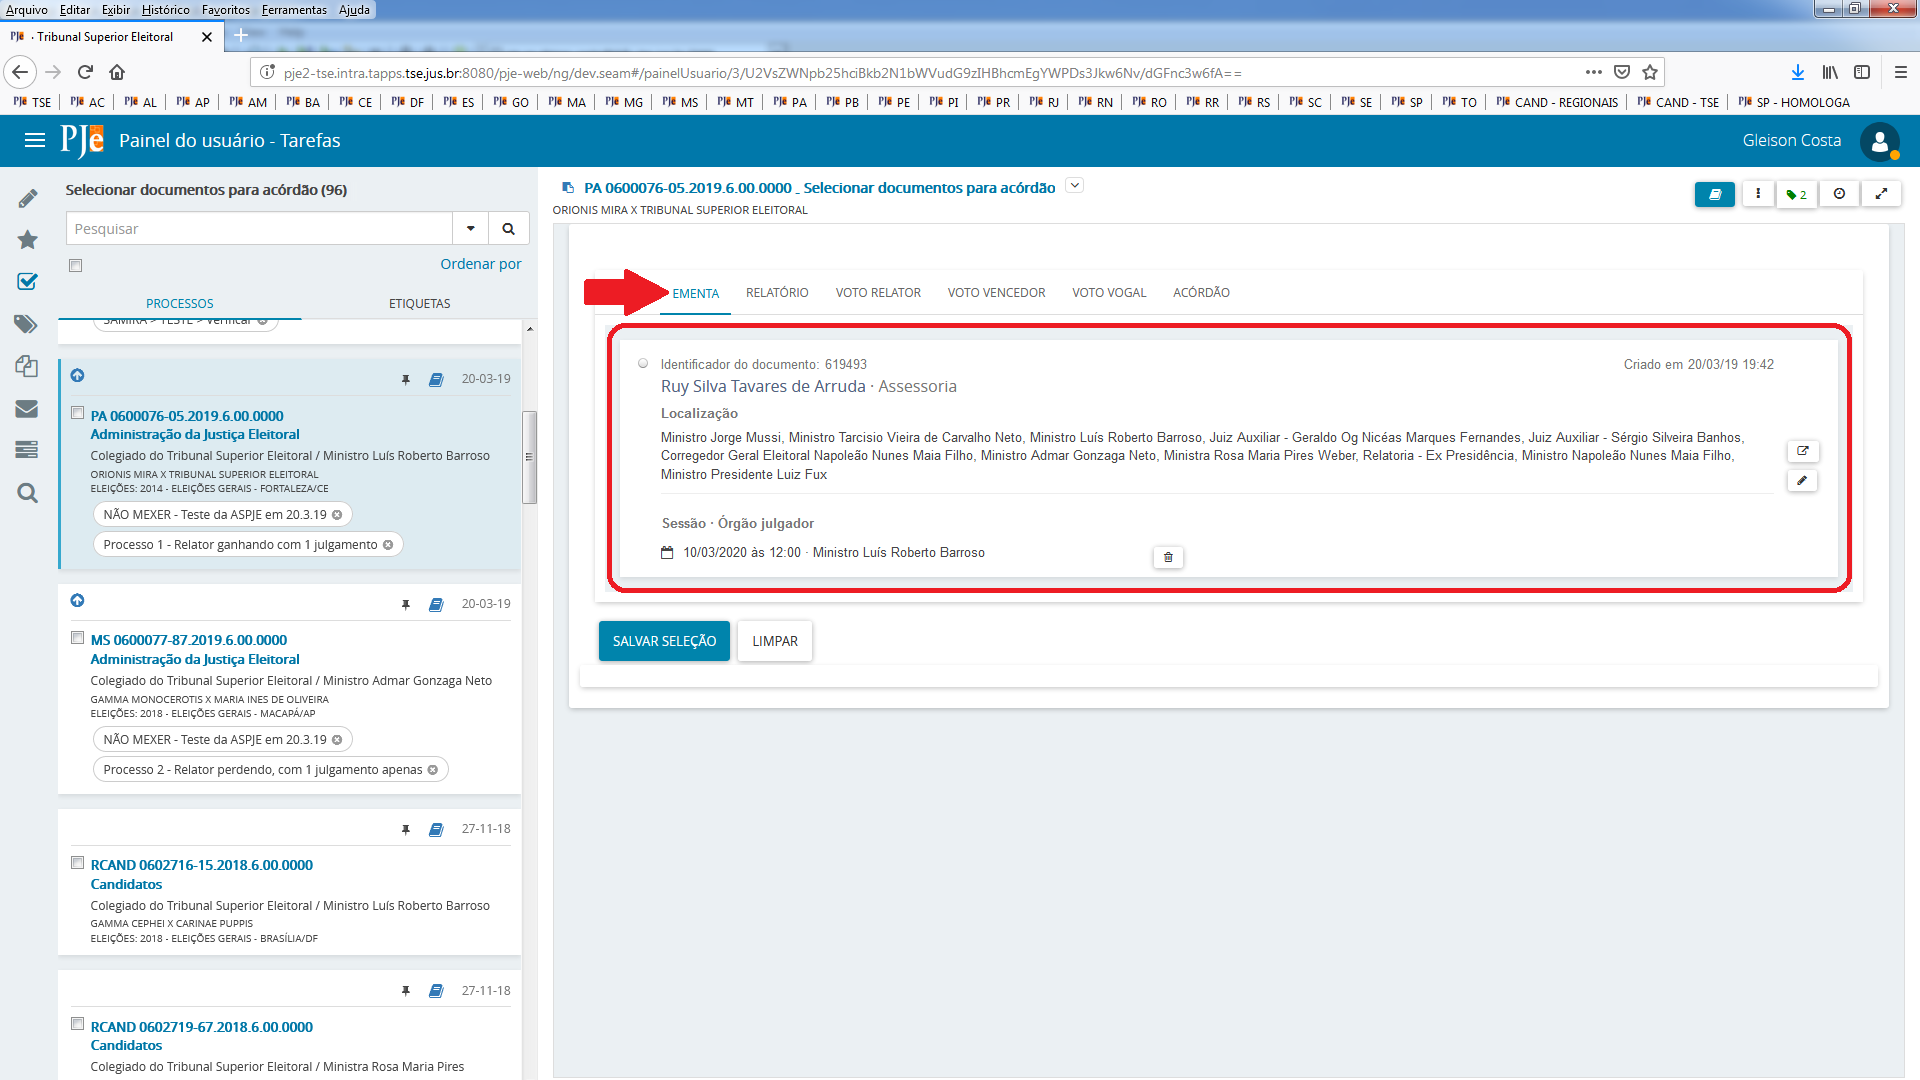 Arquivo Editar Exibir Histórico Favoritos Ferramentas Ajuda
PJe · Tribunal Superior Eleitoral
pje2-tse.intra.tapps.tse.jus.br:8080/pje-web/ng/dev.seam#/painelUsuario/3/U2VsZWNpb25hciBkb2N1bWVudG9zIHBhcmEgYWPDs3Jkw6Nv/dGFnc3w6fA==
PJe TSE PJe AC PJe AL PJe AP PJe AM PJe BA PJe CE PJe DF PJe ES PJe GO PJe MA PJe MG PJe MS PJe MT PJe PA PJe PB PJe PE PJe PI PJe PR PJe RJ PJe RN PJe RO PJe RR PJe RS PJe SC PJe SE PJe SP PJe TO PJe CAND - REGIONAIS PJe CAND - TSE PJe SP - HOMOLOGA
PJe Painel do usuário - Tarefas
Gleison Costa
Selecionar documentos para acórdão (96)
Pesquisar
Ordenar por
PROCESSOS ETIQUETAS
SAMIRA > TESTE > Verificar
20-03-19
PA 0600076-05.2019.6.00.0000
Administração da Justiça Eleitoral
Colegiado do Tribunal Superior Eleitoral / Ministro Luís Roberto Barroso
ORIONIS MIRA X TRIBUNAL SUPERIOR ELEITORAL
ELEIÇÕES: 2014 - ELEIÇÕES GERAIS - FORTALEZA/CE
NÃO MEXER - Teste da ASPJE em 20.3.19
Processo 1 - Relator ganhando com 1 julgamento
20-03-19
MS 0600077-87.2019.6.00.0000
Administração da Justiça Eleitoral
Colegiado do Tribunal Superior Eleitoral / Ministro Admar Gonzaga Neto
GAMMA MONOCEROTIS X MARIA INES DE OLIVEIRA
ELEIÇÕES: 2018 - ELEIÇÕES GERAIS - MACAPÁ/AP
NÃO MEXER - Teste da ASPJE em 20.3.19
Processo 2 - Relator perdendo, com 1 julgamento apenas
27-11-18
RCAND 0602716-15.2018.6.00.0000
Candidatos
Colegiado do Tribunal Superior Eleitoral / Ministro Luís Roberto Barroso
GAMMA CEPHEI X CARINAE PUPPIS
ELEIÇÕES: 2018 - ELEIÇÕES GERAIS - BRASÍLIA/DF
27-11-18
RCAND 0602719-67.2018.6.00.0000
Candidatos
Colegiado do Tribunal Superior Eleitoral / Ministra Rosa Maria Pires
PA 0600076-05.2019.6.00.0000 - Selecionar documentos para acórdão
2
ORIONIS MIRA X TRIBUNAL SUPERIOR ELEITORAL
EMENTA RELATÓRIO VOTO RELATOR VOTO VENCEDOR VOTO VOGAL ACÓRDÃO
Identificador do documento: 619493
Criado em 20/03/19 19:42
Ruy Silva Tavares de Arruda · Assessoria
Localização
Ministro Jorge Mussi, Ministro Tarcisio Vieira de Carvalho Neto, Ministro Luís Roberto Barroso, Juiz Auxiliar - Geraldo Og Nicéas Marques Fernandes, Juiz Auxiliar - Sérgio Silveira Banhos,
Corregedor Geral Eleitoral Napoleão Nunes Maia Filho, Ministro Admar Gonzaga Neto, Ministra Rosa Maria Pires Weber, Relatoria - Ex Presidência, Ministro Napoleão Nunes Maia Filho,
Ministro Presidente Luiz Fux
Sessão · Órgão julgador
10/03/2020 às 12:00 · Ministro Luís Roberto Barroso
SALVAR SELEÇÃO LIMPAR